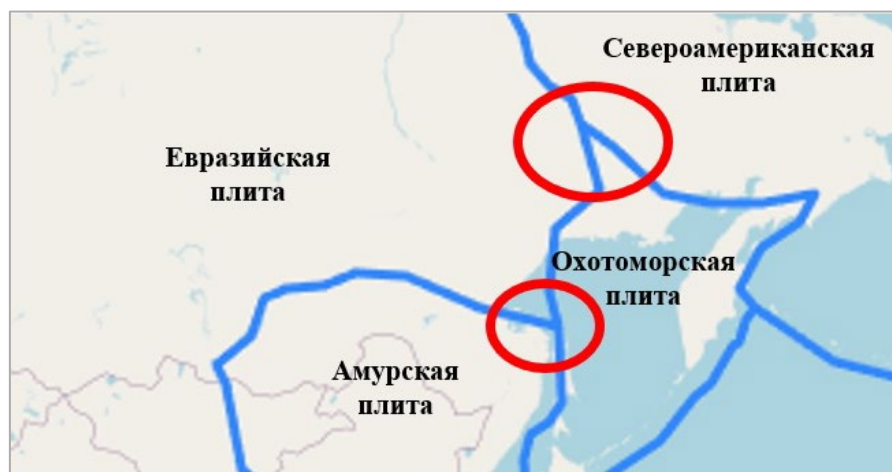 Североамериканская
плита
Евразийская
плита
Охотоморская
плита
Амурская
плита